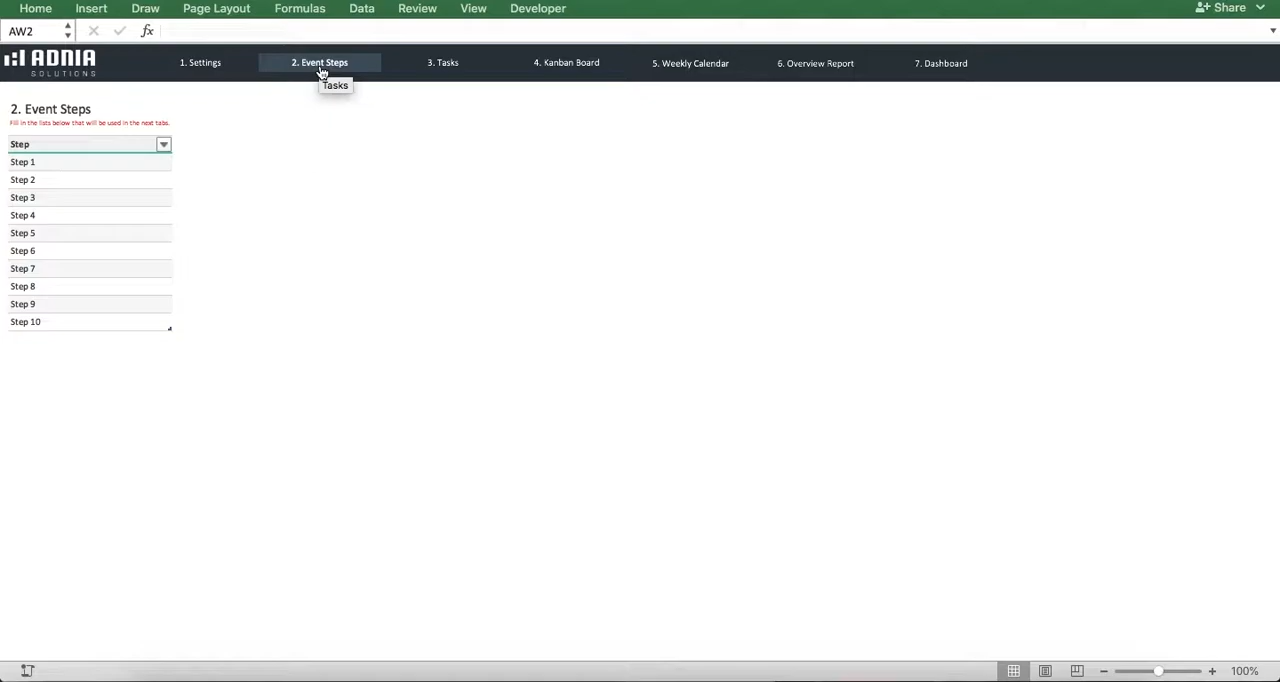 Home Insert Draw Page Layout Formulas Data Review View Developer Share
AW2 fx
ADNIA
SOLUTIONS
1. Settings 2. Event Steps 3. Tasks 4. Kanban Board 5. Weekly Calendar 6. Overview Report 7. Dashboard
Tasks
2. Event Steps
Fill in the lists below that will be used in the next tabs.
Step
Step 1
Step 2
Step 3
Step 4
Step 5
Step 6
Step 7
Step 8
Step 9
Step 10
100%